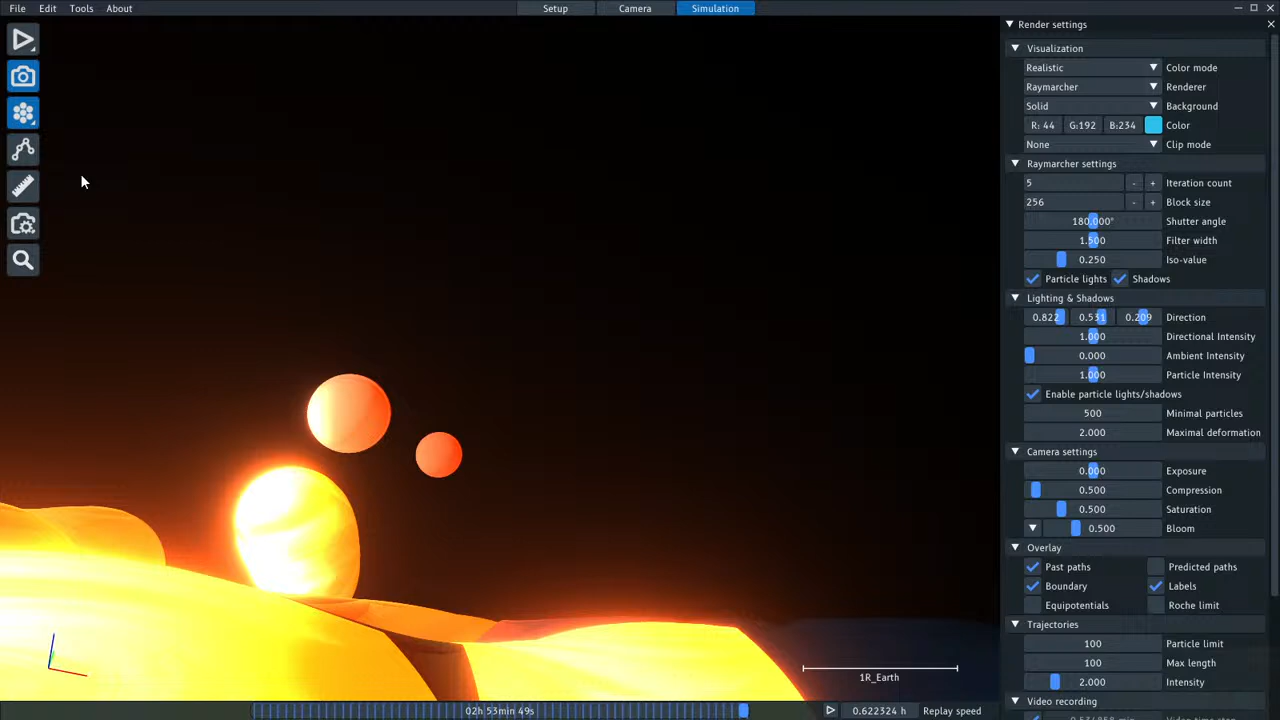 File Edit Tools About Setup Camera Simulation
Render settings
Visualization
Realistic Color mode
Raymarcher Renderer
Solid Background
R: 44 G:192 B:234 Color
None Clip mode
Raymarcher settings
5 - + Iteration count
256 - + Block size
180.000° Shutter angle
1.500 Filter width
0.250 Iso-value
Particle lights Shadows
Lighting & Shadows
0.822 0.531 0.209 Direction
1.000 Directional Intensity
0.000 Ambient Intensity
1.000 Particle Intensity
Enable particle lights/shadows
500 Minimal particles
2.000 Maximal deformation
Camera settings
0.000 Exposure
0.500 Compression
0.500 Saturation
0.500 Bloom
Overlay
Past paths Predicted paths
Boundary Labels
Equipotentials Roche limit
Trajectories
100 Particle limit
100 Max length
2.000 Intensity
Video recording
1R_Earth
02h 53min 49s 0.622324 h Replay speed